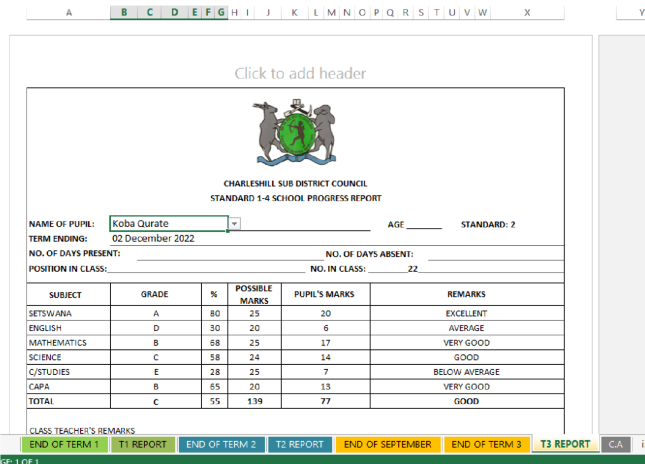 A B C D E F G H I J K L M N O P Q R S T U V W X Y
Click to add header
CHARLESHILL SUB DISTRICT COUNCIL
STANDARD 1-4 SCHOOL PROGRESS REPORT
NAME OF PUPIL: Koba Qurate AGE ______ STANDARD: 2
TERM ENDING: 02 December 2022
NO. OF DAYS PRESENT: NO. OF DAYS ABSENT:
POSITION IN CLASS: NO. IN CLASS: 22
SUBJECT GRADE % POSSIBLE MARKS PUPIL'S MARKS REMARKS
SETSWANA A 80 25 20 EXCELLENT
ENGLISH D 30 20 6 AVERAGE
MATHEMATICS B 68 25 17 VERY GOOD
SCIENCE C 58 24 14 GOOD
C/STUDIES E 28 25 7 BELOW AVERAGE
CAPA B 65 20 13 VERY GOOD
TOTAL C 55 139 77 GOOD
CLASS TEACHER'S REMARKS
END OF TERM 1 T1 REPORT END OF TERM 2 T2 REPORT END OF SEPTEMBER END OF TERM 3 T3 REPORT C.A
GE: 1 OF 1